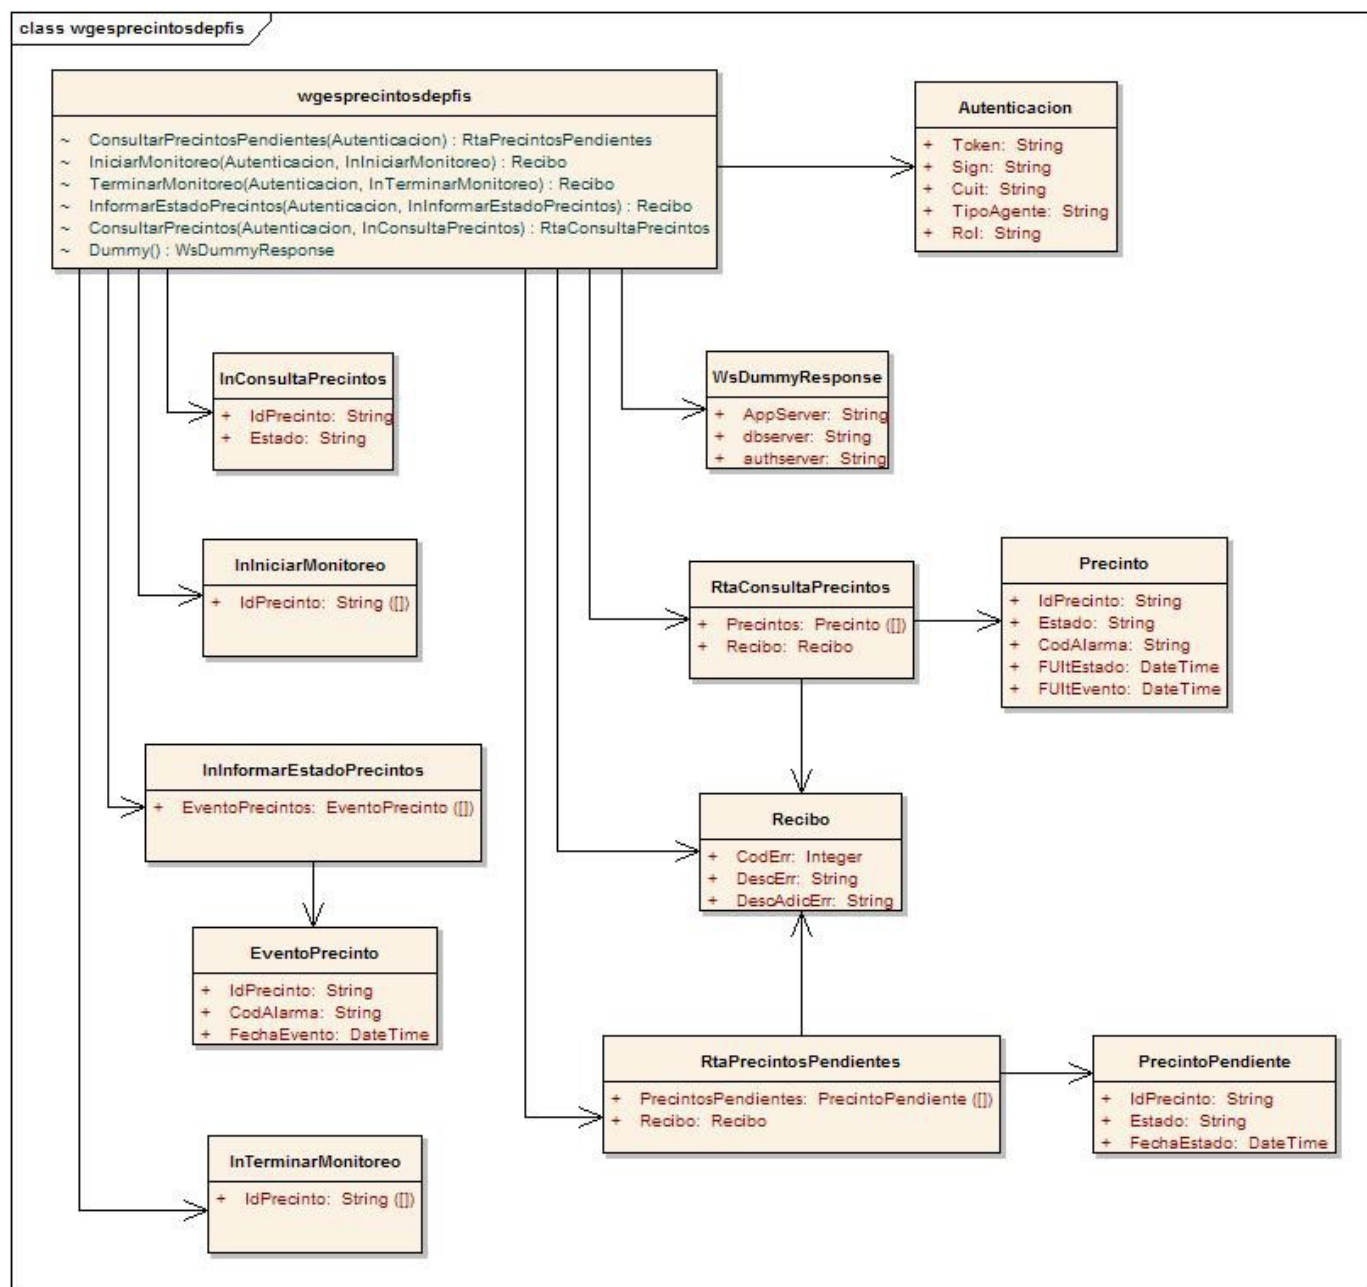 class wgesprecintosdepfis
wgesprecintosdepfis
~ ConsultarPrecintosPendientes(Autenticacion) : RtaPrecintosPendientes
~ IniciarMonitoreo(Autenticacion, InIniciarMonitoreo) : Recibo
~ TerminarMonitoreo(Autenticacion, InTerminarMonitoreo) : Recibo
~ InformarEstadoPrecintos(Autenticacion, InInformarEstadoPrecintos) : Recibo
~ ConsultarPrecintos(Autenticacion, InConsultaPrecintos) : RtaConsultaPrecintos
~ Dummy() : WsDummyResponse
Autenticacion
+ Token: String
+ Sign: String
+ Cuit: String
+ TipoAgente: String
+ Rol: String
InConsultaPrecintos
+ IdPrecinto: String
+ Estado: String
WsDummyResponse
+ AppServer: String
+ dbserver: String
+ authserver: String
InIniciarMonitoreo
+ IdPrecinto: String ([])
RtaConsultaPrecintos
+ Precintos: Precinto ([])
+ Recibo: Recibo
Precinto
+ IdPrecinto: String
+ Estado: String
+ CodAlarma: String
+ FUltEstado: DateTime
+ FUltEvento: DateTime
InInformarEstadoPrecintos
+ EventoPrecintos: EventoPrecinto ([])
Recibo
+ CodErr: Integer
+ DescErr: String
+ DescAdicErr: String
EventoPrecinto
+ IdPrecinto: String
+ CodAlarma: String
+ FechaEvento: DateTime
RtaPrecintosPendientes
+ PrecintosPendientes: PrecintoPendiente ([])
+ Recibo: Recibo
PrecintoPendiente
+ IdPrecinto: String
+ Estado: String
+ FechaEstado: DateTime
InTerminarMonitoreo
+ IdPrecinto: String ([])